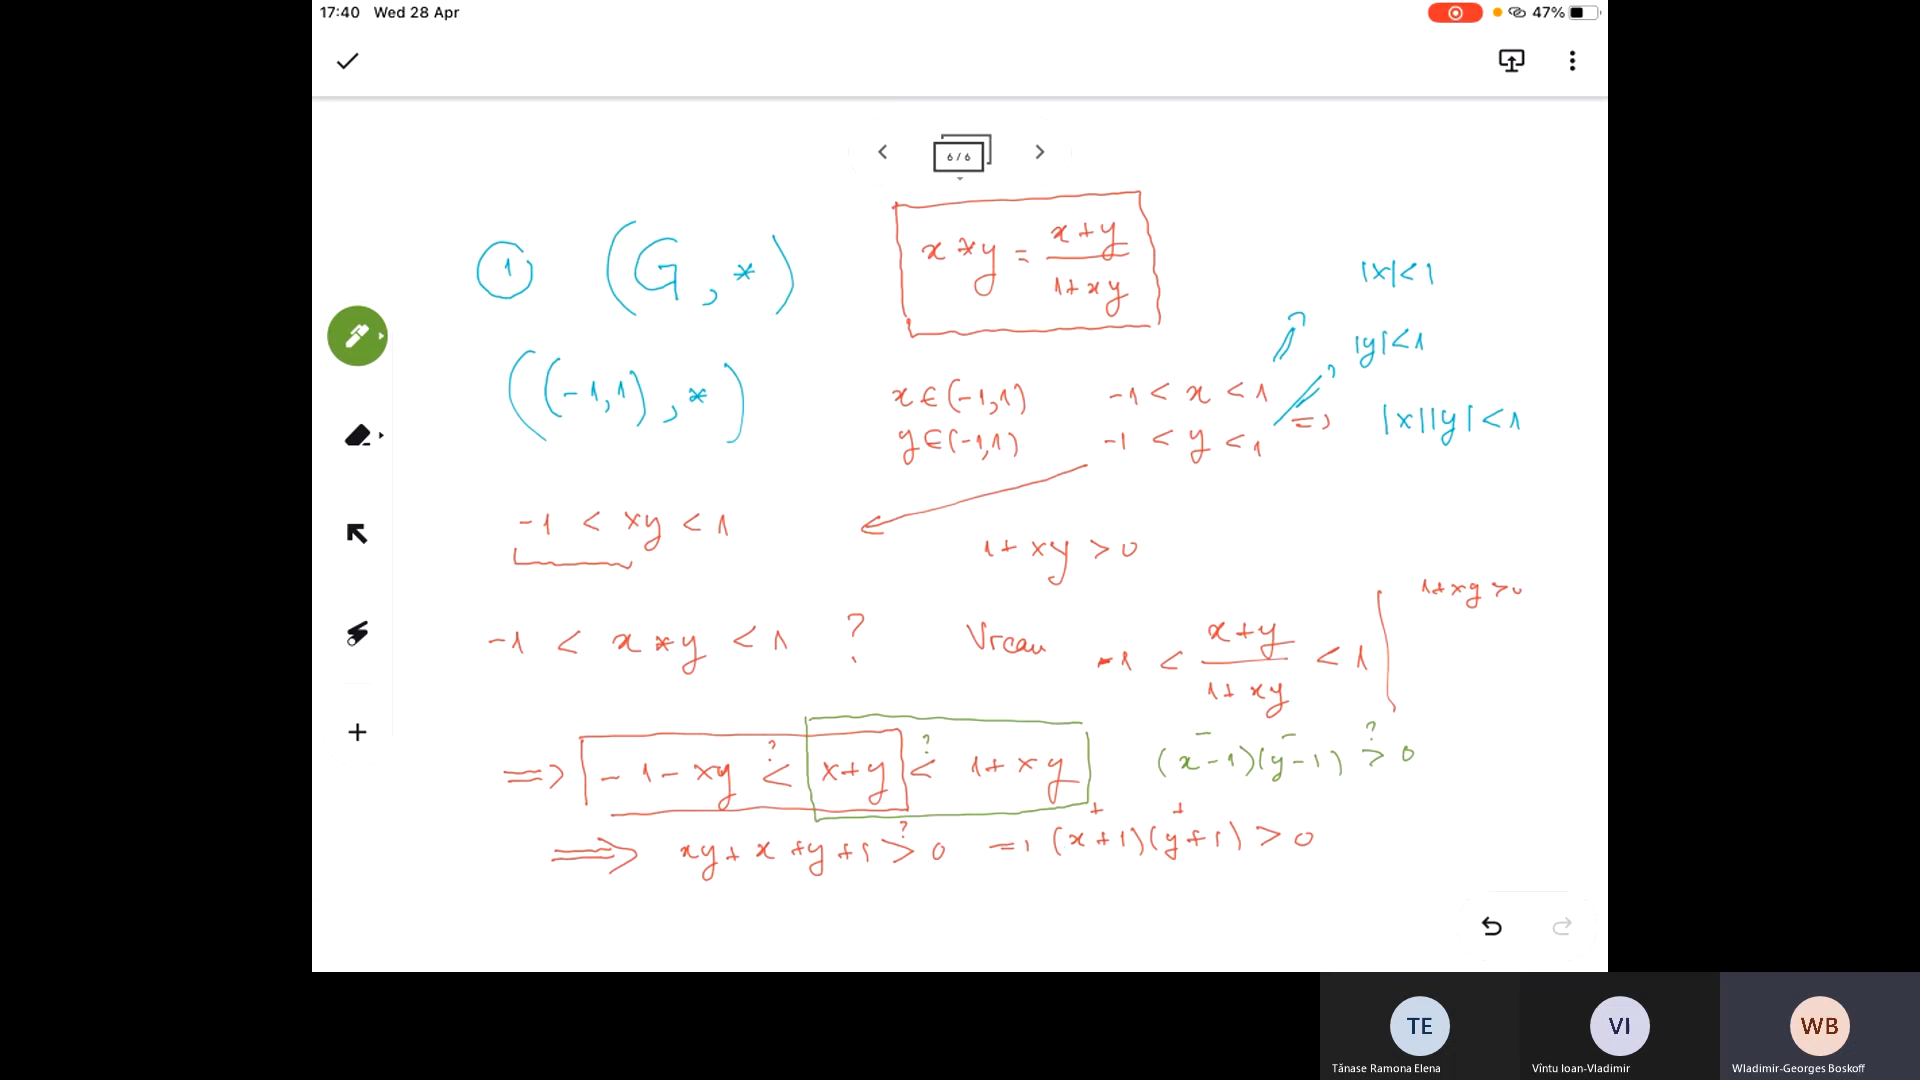 17:40 Wed 28 Apr
47%
6 / 6
1 (G, *) x * y = \frac{x+y}{1+xy} |x|<1
|y|<1
((-1,1), *) x ∈ (-1,1) -1 < x < 1
y ∈ (-1,1) -1 < y < 1 => |x||y| < 1
-1 < xy < 1 1+xy > 0
1+xy > 0
-1 < x * y < 1 ? Vreau -1 < \frac{x+y}{1+xy} < 1
=> -1-xy <^? x+y <^? 1+xy (x-1)(y-1) >^? 0
=> xy+x+y+1 >^? 0 => (x+1)(y+1) > 0
TE VI WB
Tănase Ramona Elena Vîntu Ioan-Vladimir Wladimir-Georges Boskoff